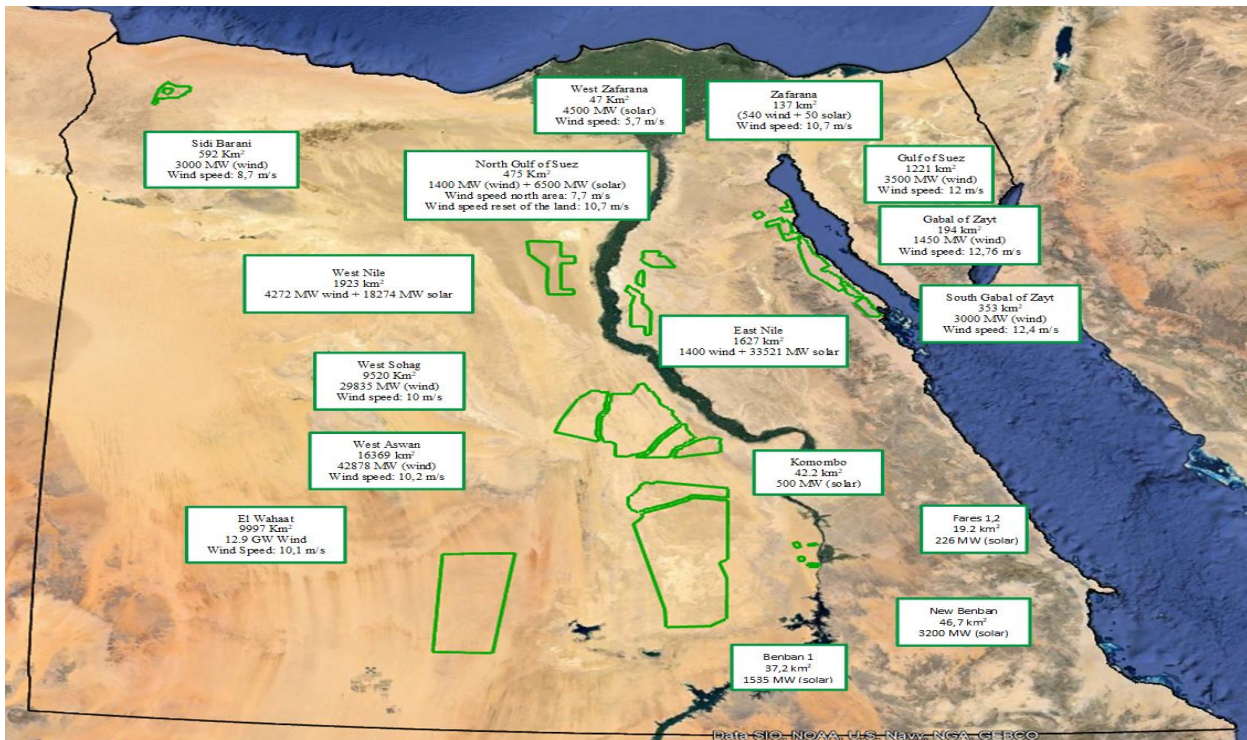 West Zafarana
47 Km²
4500 MW (solar)
Wind speed: 5,7 m/s
Zafarana
137 km²
(540 wind + 50 solar)
Wind speed: 10,7 m/s
Sidi Barani
592 Km²
3000 MW (wind)
Wind speed: 8,7 m/s
North Gulf of Suez
475 Km²
1400 MW (wind) + 6500 MW (solar)
Wind speed north area: 7,7 m/s
Wind speed reset of the land: 10,7 m/s
Gulf of Suez
1221 km²
3500 MW (wind)
Wind speed: 12 m/s
Gabal of Zayt
194 km²
1450 MW (wind)
Wind speed: 12,76 m/s
West Nile
1923 km²
4272 MW wind + 18274 MW solar
South Gabal of Zayt
353 km²
3000 MW (wind)
Wind speed: 12,4 m/s
East Nile
1627 km²
1400 wind + 33521 MW solar
West Sohag
9520 Km²
29835 MW (wind)
Wind speed: 10 m/s
West Aswan
16369 km²
42878 MW (wind)
Wind speed: 10,2 m/s
Komombo
42.2 km²
500 MW (solar)
El Wahaat
9997 Km²
12.9 GW Wind
Wind Speed: 10,1 m/s
Fares 1,2
19.2 km²
226 MW (solar)
New Benban
46,7 km²
3200 MW (solar)
Benban 1
37,2 km²
1535 MW (solar)
Data SIO, NOAA, U.S. Navy, NGA, GEBCO